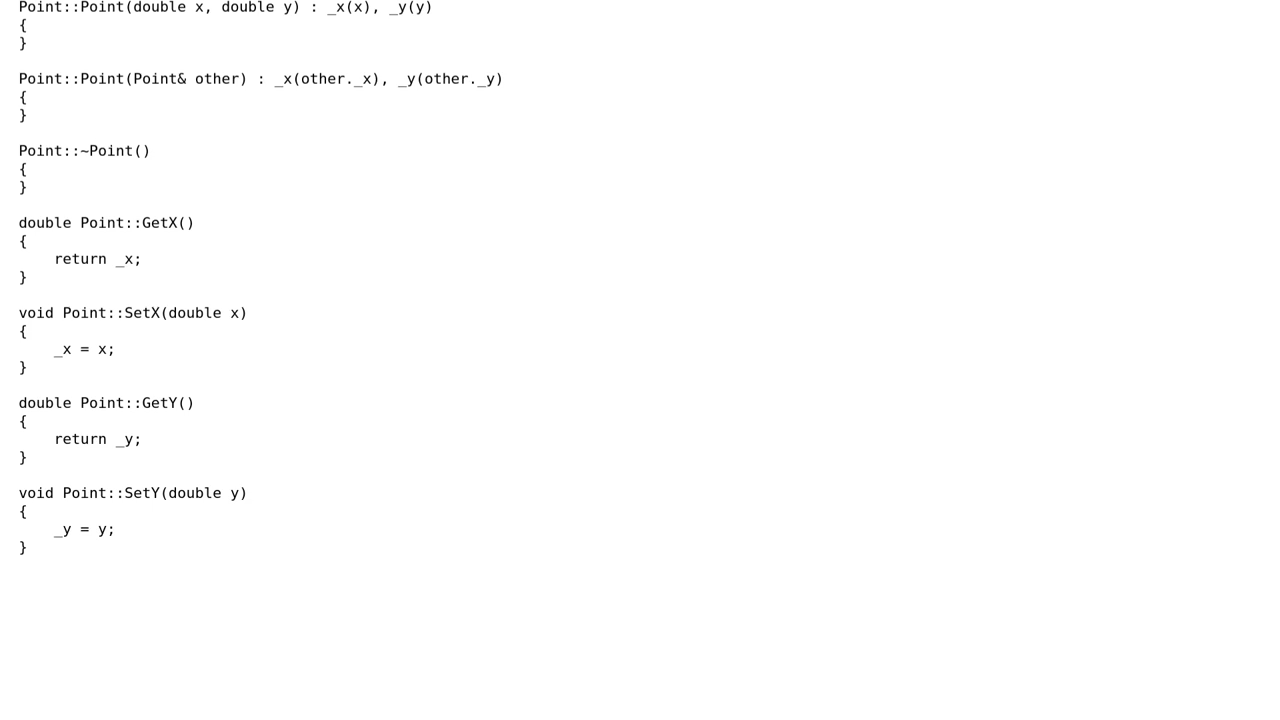 Point::Point(double x, double y) : _x(x), _y(y)
{
}

Point::Point(Point& other) : _x(other._x), _y(other._y)
{
}

Point::~Point()
{
}

double Point::GetX()
{
    return _x;
}

void Point::SetX(double x)
{
    _x = x;
}

double Point::GetY()
{
    return _y;
}

void Point::SetY(double y)
{
    _y = y;
}